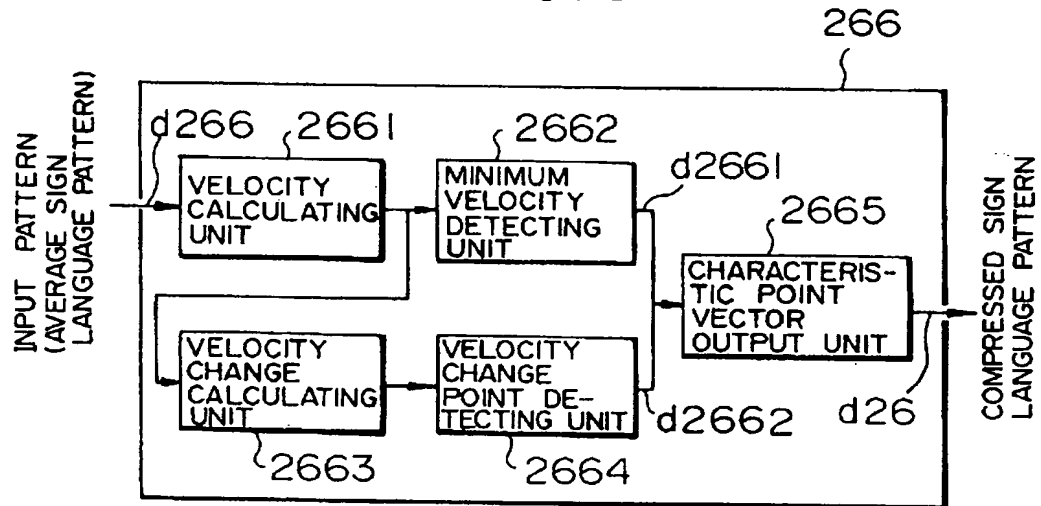 266
INPUT PATTERN
(AVERAGE SIGN
LANGUAGE PATTERN)
d266
2661
VELOCITY
CALCULATING
UNIT
2662
MINIMUM
VELOCITY
DETECTING
UNIT
d2661
2665
CHARACTERIS-
TIC POINT
VECTOR
OUTPUT UNIT
VELOCITY
CHANGE
CALCULATING
UNIT
2663
VELOCITY
CHANGE
POINT DE-
TECTING UNIT
2664
d2662
d26
COMPRESSED SIGN
LANGUAGE PATTERN